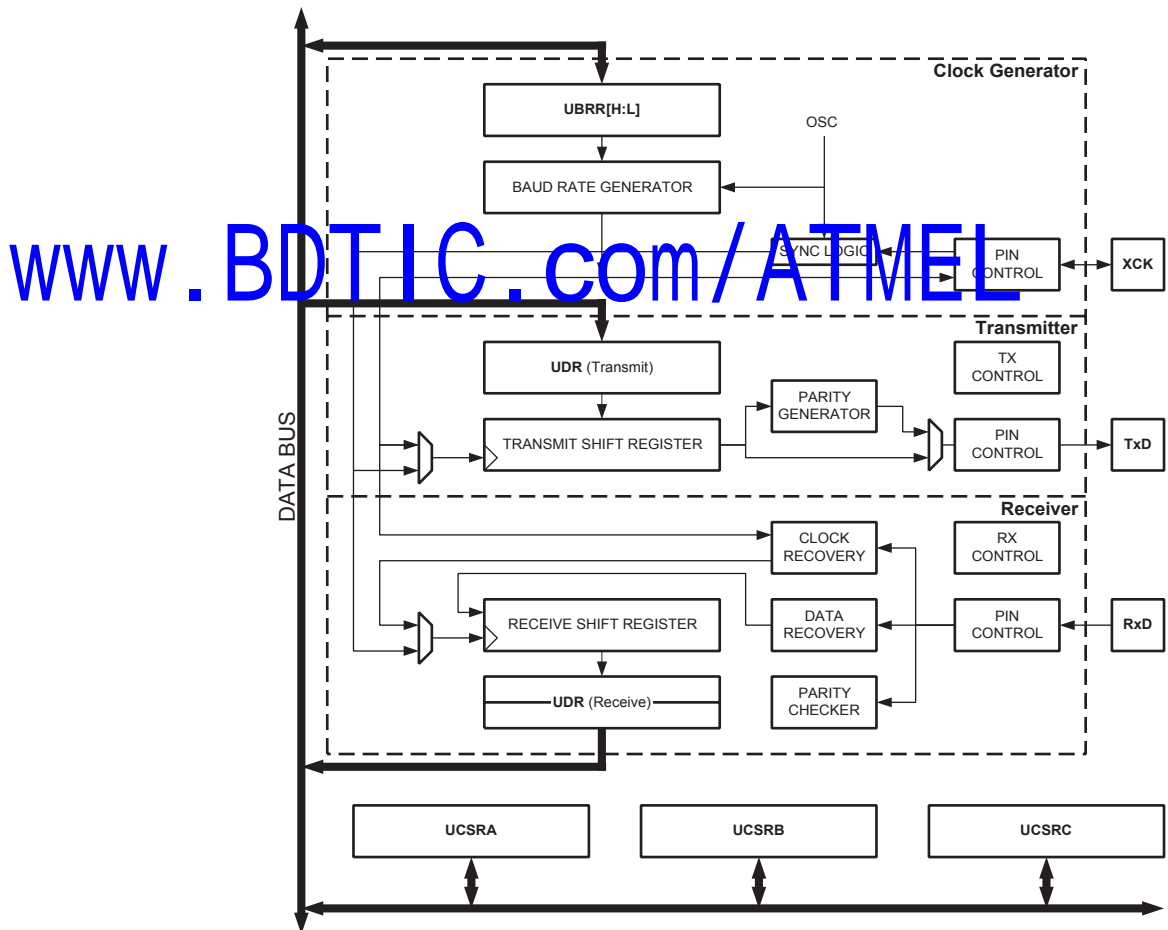 Clock Generator
UBRR[H:L]
OSC
BAUD RATE GENERATOR
SYNC LOGIC
PIN
CONTROL
XCK
www.BDTIC.com/ATMEL
Transmitter
UDR (Transmit)
TX
CONTROL
PARITY
GENERATOR
TRANSMIT SHIFT REGISTER
PIN
CONTROL
TxD
DATA BUS
Receiver
CLOCK
RECOVERY
RX
CONTROL
RECEIVE SHIFT REGISTER
DATA
RECOVERY
PIN
CONTROL
RxD
UDR (Receive)
PARITY
CHECKER
UCSRA
UCSRB
UCSRC